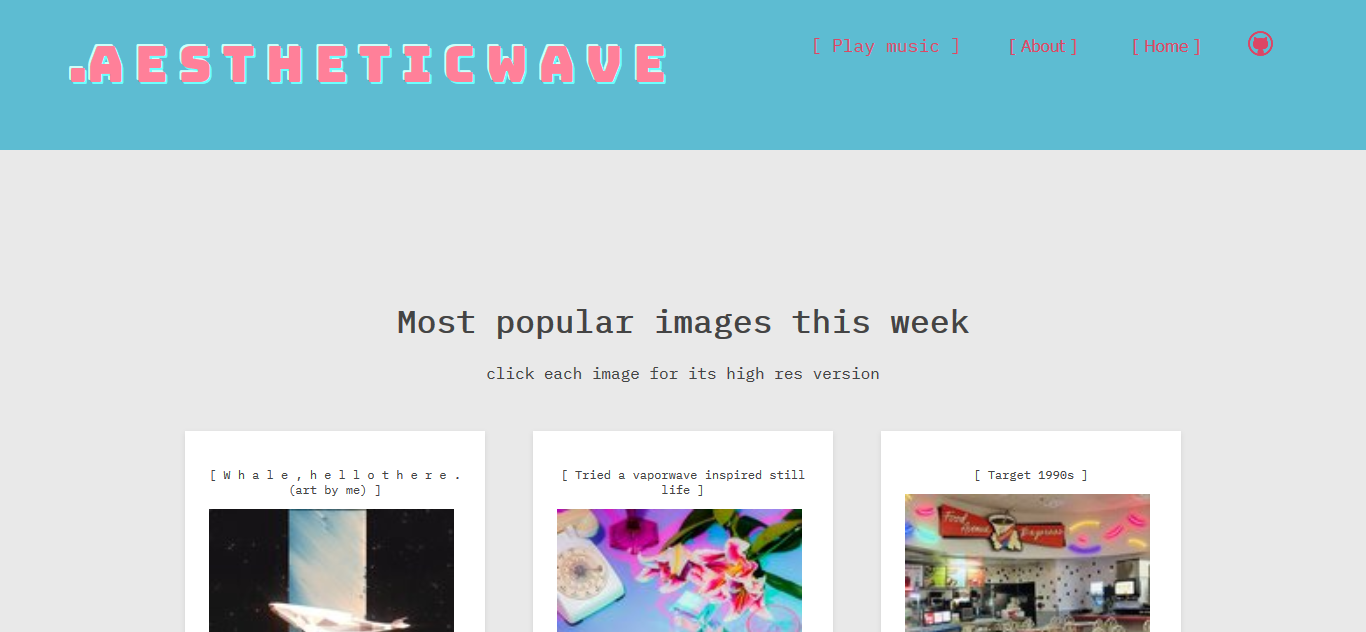 .AESTHETICWAVE
[ Play music ]
[ About ]
[ Home ]
Most popular images this week
click each image for its high res version
[ W h a l e , h e l l o t h e r e .
(art by me) ]
[ Tried a vaporwave inspired still
life ]
[ Target 1990s ]
Food
Avenue
Express